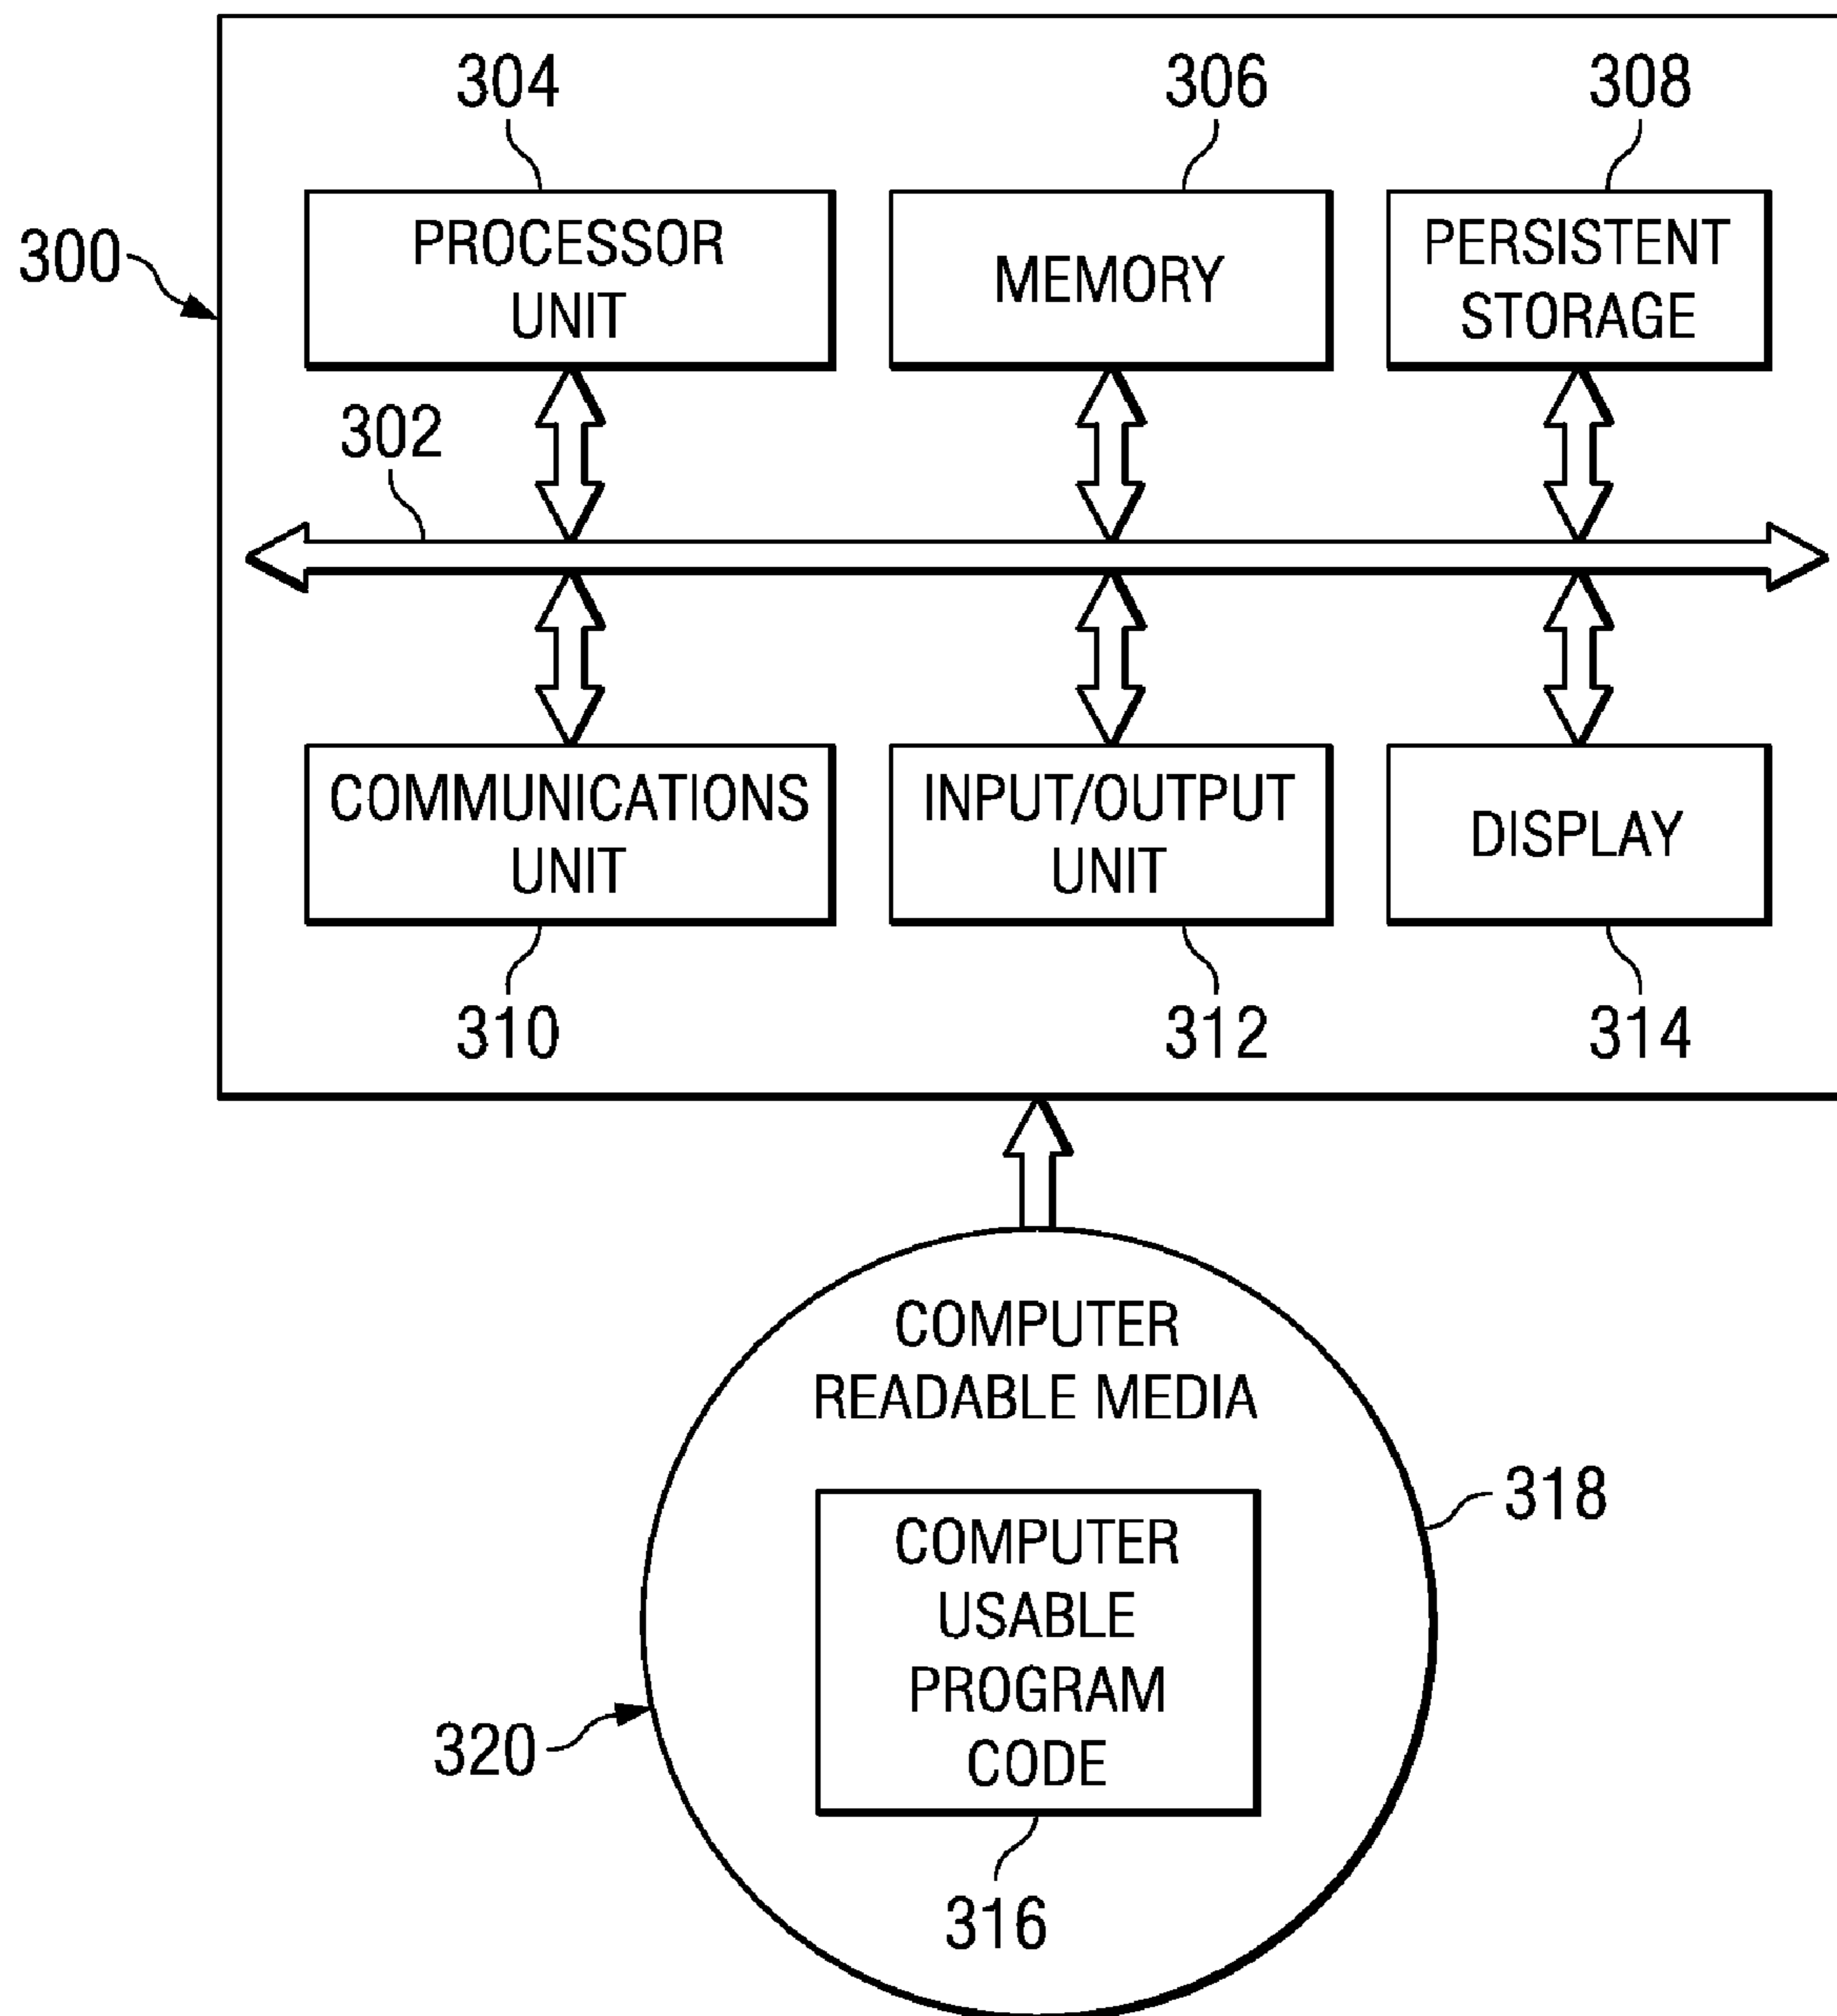 304
306
308
300
PROCESSOR
UNIT
MEMORY
PERSISTENT
STORAGE
302
COMMUNICATIONS
UNIT
INPUT/OUTPUT
UNIT
DISPLAY
310
312
314
COMPUTER
READABLE MEDIA
318
COMPUTER
USABLE
PROGRAM
CODE
320
316